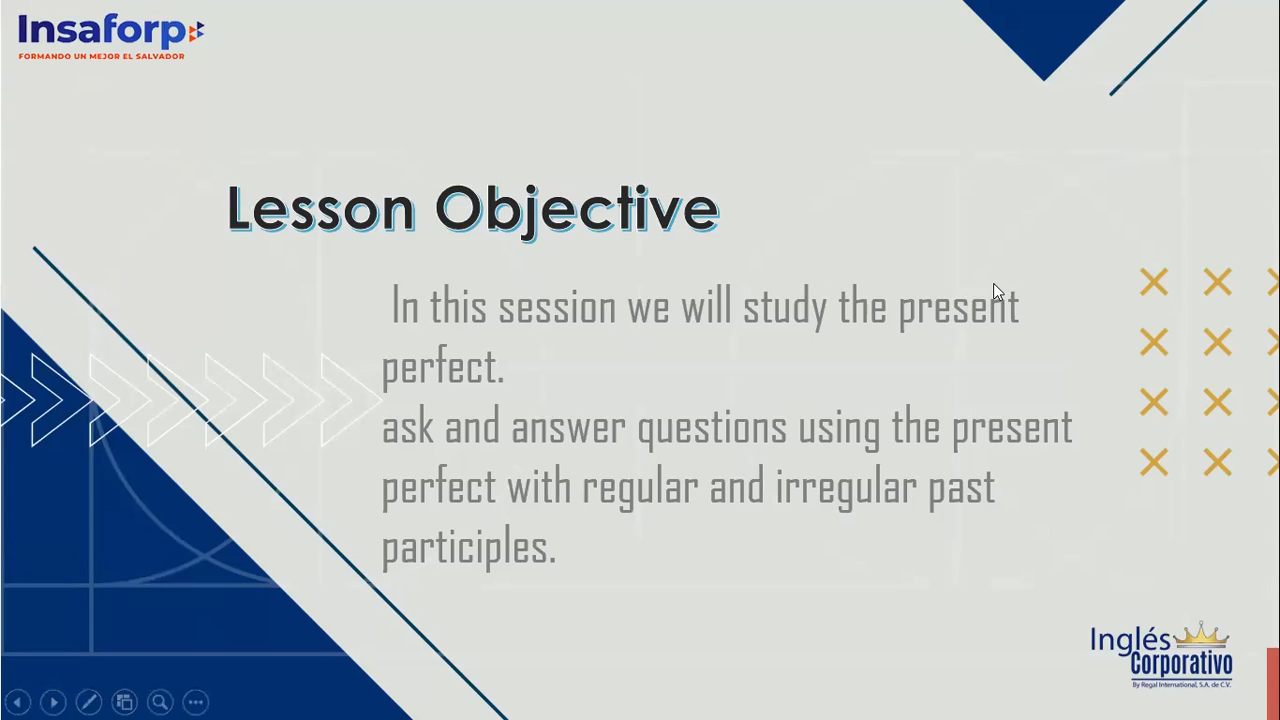 Insaforp
FORMANDO UN MEJOR EL SALVADOR
Lesson Objective
In this session we will study the present
perfect.
ask and answer questions using the present
perfect with regular and irregular past
participles.
Inglés
Corporativo
By Regal International, S.A. de C.V.